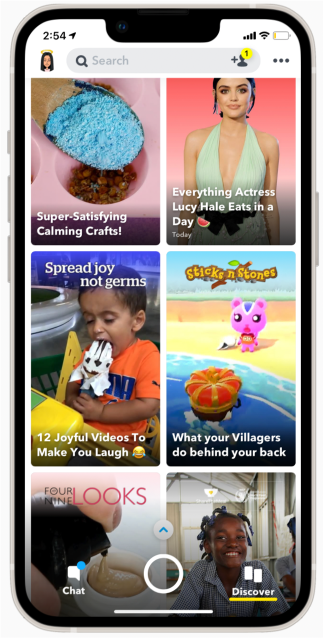 2:54
Search
1
Super-Satisfying
Calming Crafts!
Everything Actress
Lucy Hale Eats in a
Day 🍉
Today
Spread joy
not germs
12 Joyful Videos To
Make You Laugh 😂
Sticks n Stones
What your Villagers
do behind your back
FOUR
NINE LOOKS
Chat
Discover